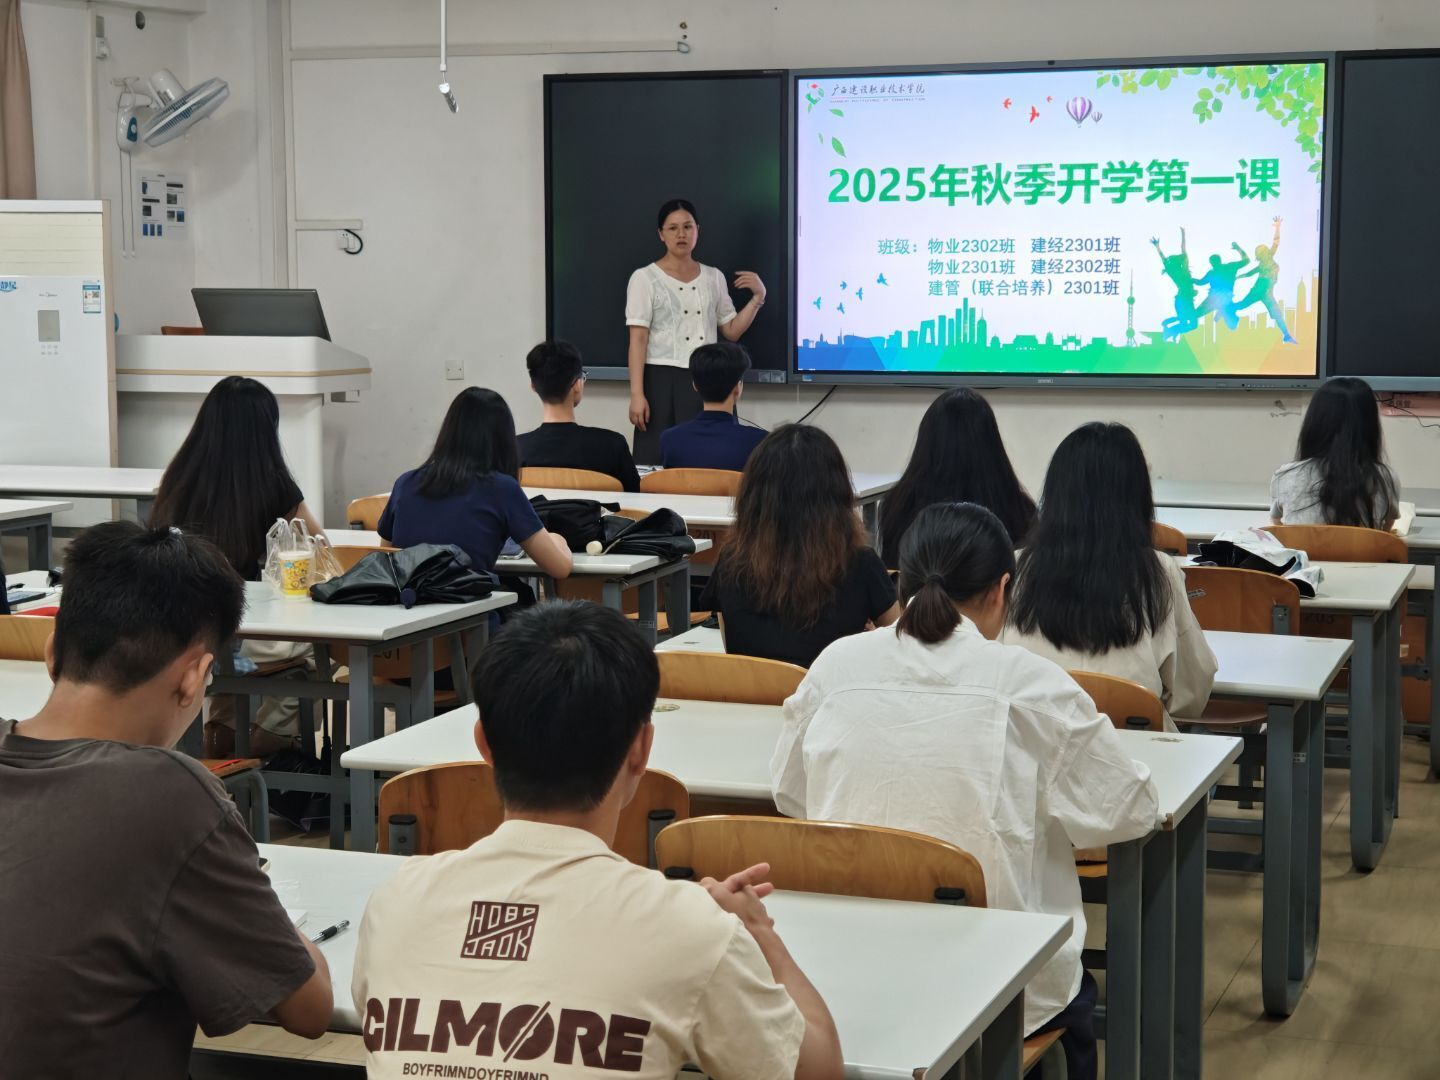 广西建设职业技术学院
2025年秋季开学第一课
班级：物业2302班 建经2301班
物业2301班 建经2302班
建管（联合培养）2301班
HOBO
JAOK
GILMORE
BOYFRIMNDOYFRIMND